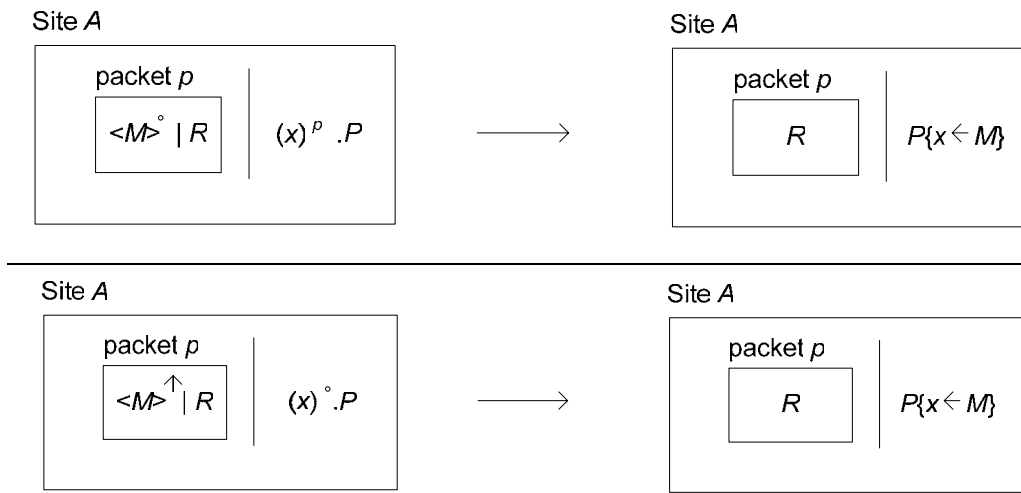 Site A Site A
packet p packet p
<M>° | R (x)ᵖ .P R P{x ← M}
Site A Site A
packet p packet p
<M>↑ | R (x)° .P R P{x ← M}